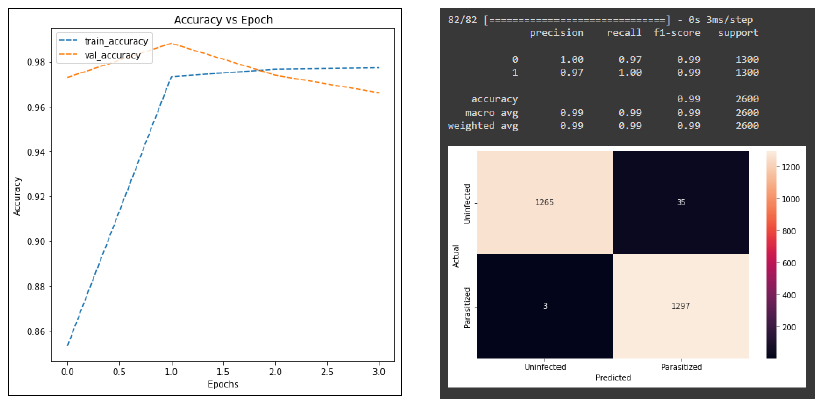 Accuracy vs Epoch
train_accuracy
val_accuracy
0.98
0.96
0.94
0.92
0.90
0.88
0.86
Accuracy
0.0 0.5 1.0 1.5 2.0 2.5 3.0
Epochs
82/82 [==============================] - 0s 3ms/step
precision recall f1-score support
0 1.00 0.97 0.99 1300
1 0.97 1.00 0.99 1300
accuracy 0.99 2600
macro avg 0.99 0.99 0.99 2600
weighted avg 0.99 0.99 0.99 2600
Uninfected
1265 35
Actual
Parasitized
3 1297
Uninfected Parasitized
Predicted
1200
1000
800
600
400
200